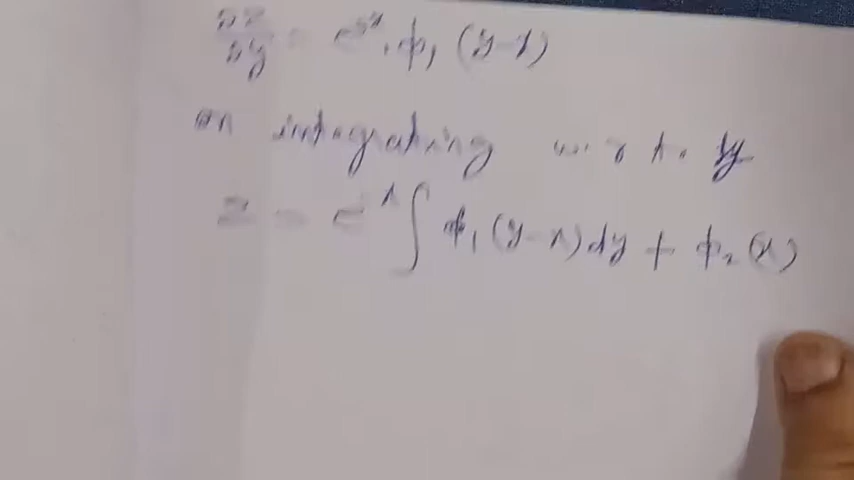 ∂z/∂y = e^x . ϕ₁ (y-x)
on integrating w. r. t. y
z = e^x ∫ ϕ₁ (y-x) dy + ϕ₂ (x)